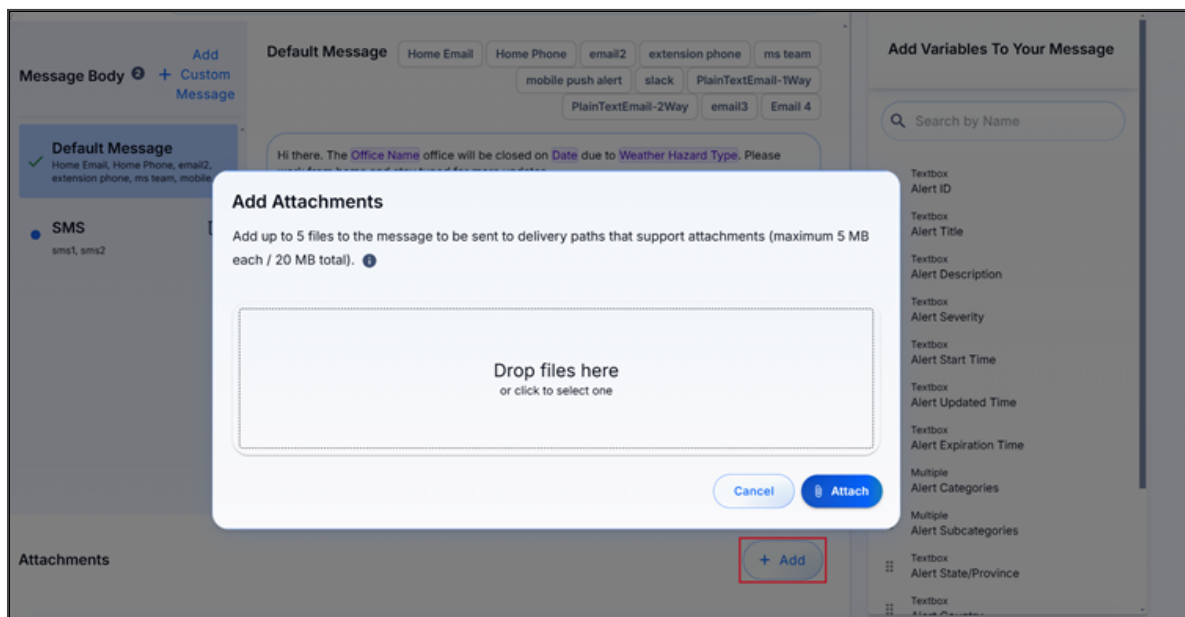 Message Body 2
+ Add
Custom
Message
Default Message
Home Email, Home Phone, email2,
extension phone, ms team, mobile
SMS
sms1, sms2
Default Message
Home Email
Home Phone
email2
extension phone
ms team
mobile push alert
slack
PlainTextEmail-1Way
PlainTextEmail-2Way
email3
Email 4
Hi there. The Office Name office will be closed on Date due to Weather Hazard Type. Please
Add Attachments
Add up to 5 files to the message to be sent to delivery paths that support attachments (maximum 5 MB
each / 20 MB total).
Drop files here
or click to select one
Cancel
Attach
Attachments
+ Add
Add Variables To Your Message
Search by Name
Textbox
Alert ID
Textbox
Alert Title
Textbox
Alert Description
Textbox
Alert Severity
Textbox
Alert Start Time
Textbox
Alert Updated Time
Textbox
Alert Expiration Time
Multiple
Alert Categories
Multiple
Alert Subcategories
Textbox
Alert State/Province
Textbox